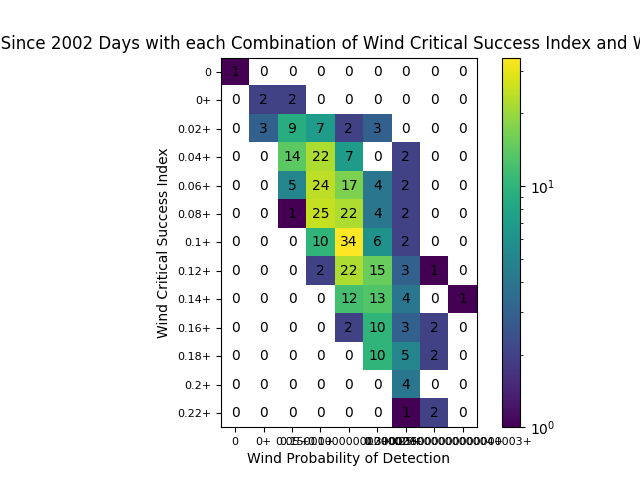 Since 2002 Days with each Combination of Wind Critical Success Index and W
0 1 0 0 0 0 0 0 0 0
0+ 0 2 2 0 0 0 0 0 0
0.02+ 0 3 9 7 2 3 0 0 0
0.04+ 0 0 14 22 7 0 2 0 0
0.06+ 0 0 5 24 17 4 2 0 0
0.08+ 0 0 1 25 22 4 2 0 0
0.1+ 0 0 0 10 34 6 2 0 0
0.12+ 0 0 0 2 22 15 3 1 0
0.14+ 0 0 0 0 12 13 4 0 1
0.16+ 0 0 0 0 2 10 3 2 0
0.18+ 0 0 0 0 0 10 5 2 0
0.2+ 0 0 0 0 0 0 4 0 0
0.22+ 0 0 0 0 0 0 1 2 0
0 0+
Wind Probability of Detection
Wind Critical Success Index
10¹
10⁰